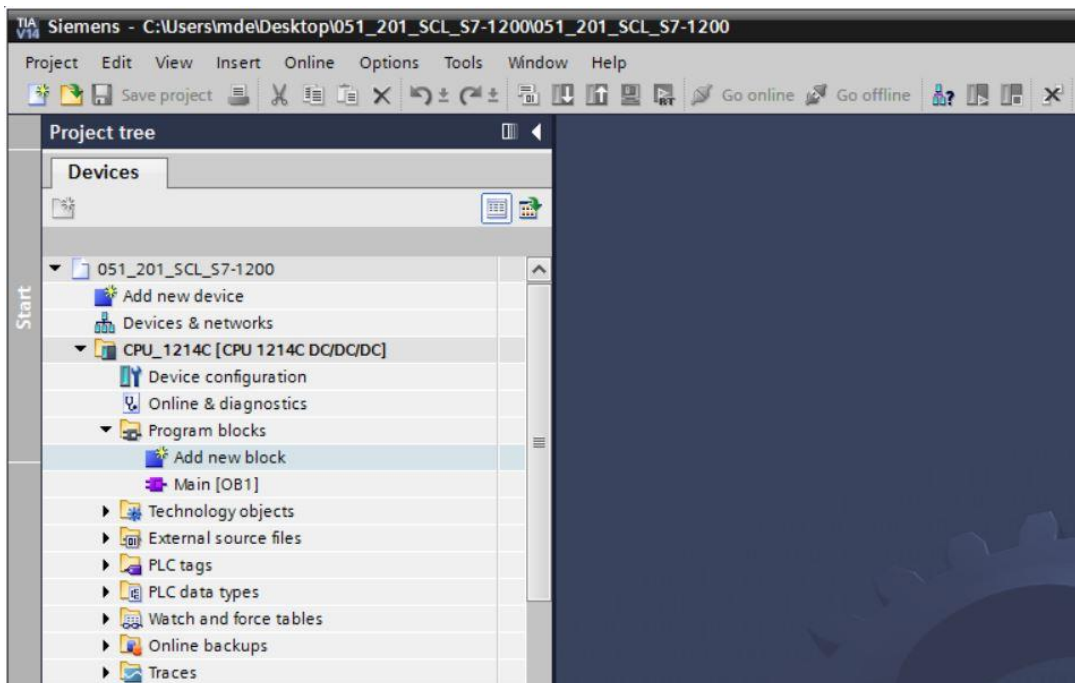 TIA V14 Siemens - C:\Users\mde\Desktop\051_201_SCL_S7-1200\051_201_SCL_S7-1200
Project Edit View Insert Online Options Tools Window Help
Save project Go online Go offline
Project tree
Devices
Start
051_201_SCL_S7-1200
Add new device
Devices & networks
CPU_1214C [CPU 1214C DC/DC/DC]
Device configuration
Online & diagnostics
Program blocks
Add new block
Main [OB1]
Technology objects
External source files
PLC tags
PLC data types
Watch and force tables
Online backups
Traces